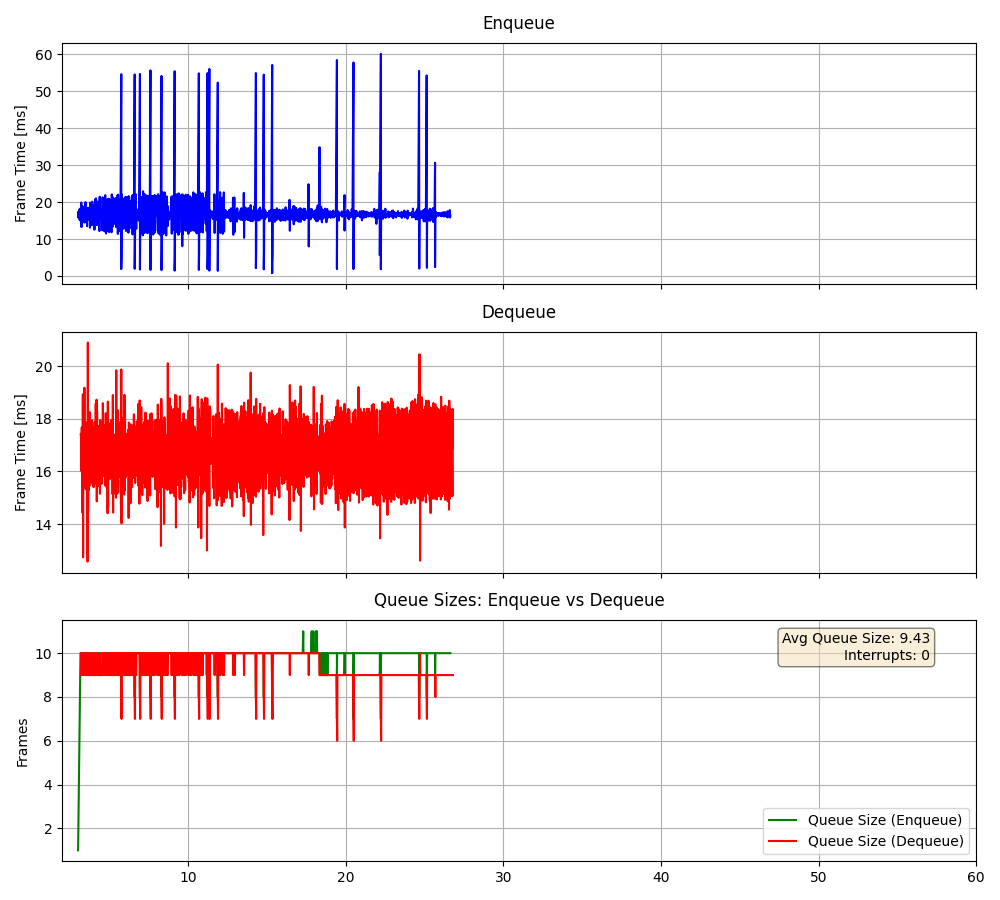 Enqueue
Frame Time [ms]
60
50
40
30
20
10
0
Dequeue
Frame Time [ms]
20
18
16
14
Queue Sizes: Enqueue vs Dequeue
Frames
10
8
6
4
2
Avg Queue Size: 9.43
Interrupts: 0
Queue Size (Enqueue)
Queue Size (Dequeue)
10 20 30 40 50 60